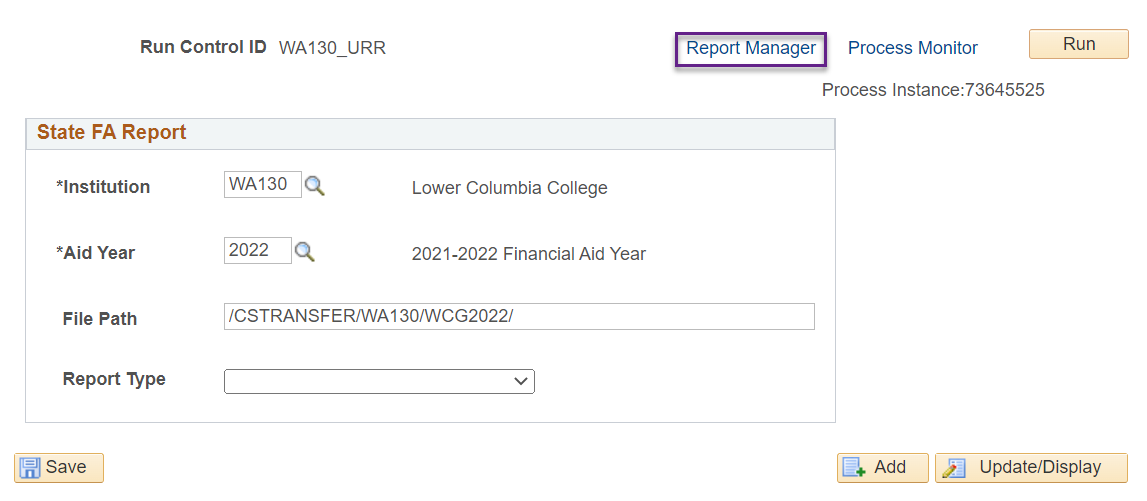 Run Control ID WA130_URR Report Manager Process Monitor Run
Process Instance:73645525
State FA Report
*Institution WA130 Lower Columbia College
*Aid Year 2022 2021-2022 Financial Aid Year
File Path /CSTRANSFER/WA130/WCG2022/
Report Type
Save Add Update/Display